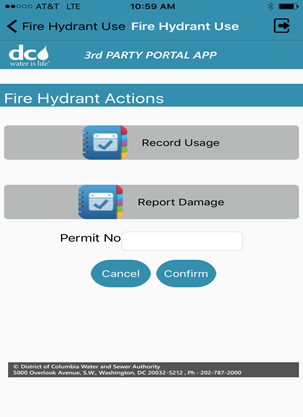 ●●○○○ AT&T LTE 10:59 AM
Fire Hydrant Use Fire Hydrant Use
dc
water is life®
3rd PARTY PORTAL APP
Fire Hydrant Actions
Record Usage
Report Damage
Permit No
Cancel Confirm
© District of Columbia Water and Sewer Authority
5000 Overlook Avenue, S.W., Washington, DC 20032-5212 , Ph - 202-787-2000